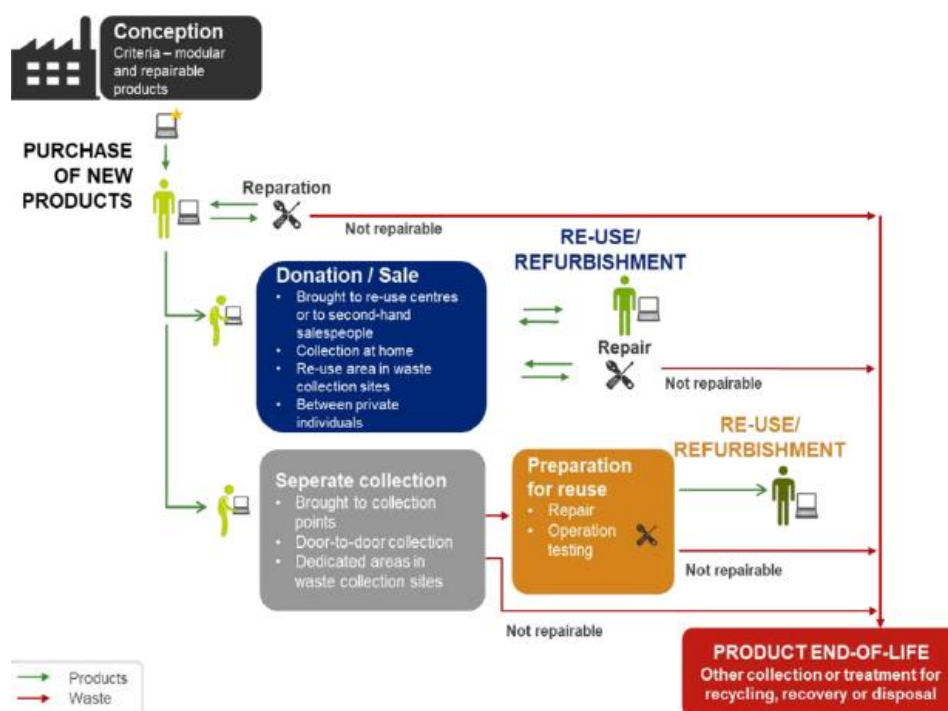 Conception
Criteria – modular
and repairable
products
PURCHASE
OF NEW
PRODUCTS
Reparation
Not repairable
RE-USE/
REFURBISHMENT
Donation / Sale
• Brought to re-use centres
or to second-hand
salespeople
• Collection at home
• Re-use area in waste
collection sites
• Between private
individuals
Repair
Not repairable
RE-USE/
REFURBISHMENT
Seperate collection
• Brought to collection
points
• Door-to-door collection
• Dedicated areas in
waste collection sites
Preparation
for reuse
• Repair
• Operation
testing
Not repairable
Not repairable
PRODUCT END-OF-LIFE
Other collection or treatment for
recycling, recovery or disposal
Products
Waste